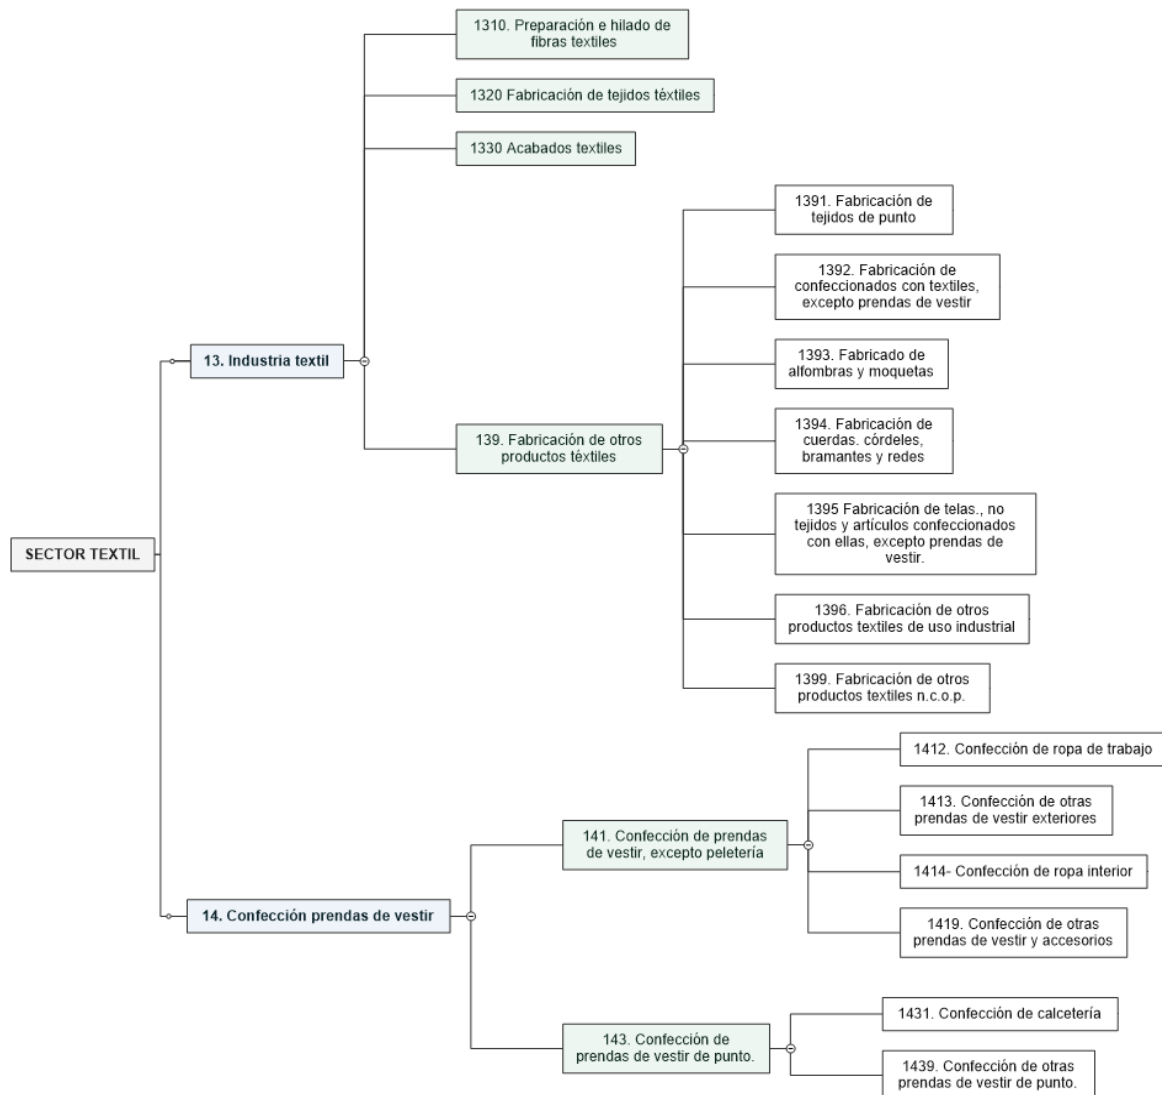 1310. Preparación e hilado de
fibras textiles
1320 Fabricación de tejidos téxtiles
1330 Acabados textiles
1391. Fabricación de
tejidos de punto
1392. Fabricación de
confeccionados con textiles,
excepto prendas de vestir
13. Industria textil
1393. Fabricado de
alfombras y moquetas
139. Fabricación de otros
productos téxtiles
1394. Fabricación de
cuerdas. córdeles,
bramantes y redes
1395 Fabricación de telas., no
tejidos y artículos confeccionados
con ellas, excepto prendas de
vestir.
SECTOR TEXTIL
1396. Fabricación de otros
productos textiles de uso industrial
1399. Fabricación de otros
productos textiles n.c.o.p.
1412. Confección de ropa de trabajo
1413. Confección de otras
prendas de vestir exteriores
141. Confección de prendas
de vestir, except​o peletería
1414- Confección de ropa interior
14. Confección prendas de vestir
1419. Confección de otras
prendas de vestir y accesorios
1431. Confección de calcetería
143. Confección de
prendas de vestir de punto.
1439. Confección de otras
prendas de vestir de punto.